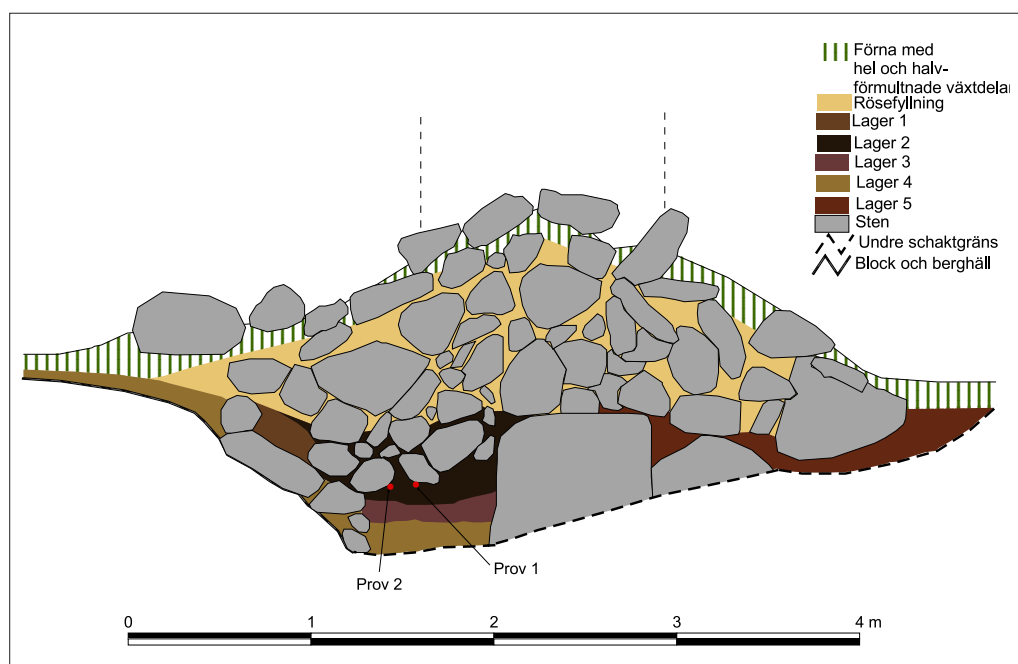 Förna med
hel och halv-
förmultnade växtdelar
Rösefyllning
Lager 1
Lager 2
Lager 3
Lager 4
Lager 5
Sten
Undre schaktgräns
Block och berghäll
Prov 1
Prov 2
0 1 2 3 4 m